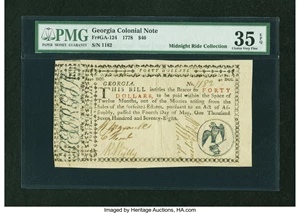 PMG
PAPER MONEY GUARANTY
Georgia Colonial Note
Fr#GA-124 1778 $40
S/N 1182
Midnight Ride Collection
35 EPQ
Choice Very Fine
FORTY DOLLARS
GEORGIA. No. 1182
THIS BILL entitles the Bearer to FORTY
DOLLARS, to be paid within the Space of
Twelve Months, out of the Monies arising from the
Sales of the forfeited Estates, pursuant to an Act of As-
sembly, passed the Fourth Day of May, One Thousand
Seven Hundred and Seventy-Eight.
Image by Heritage Auctions, HA.com